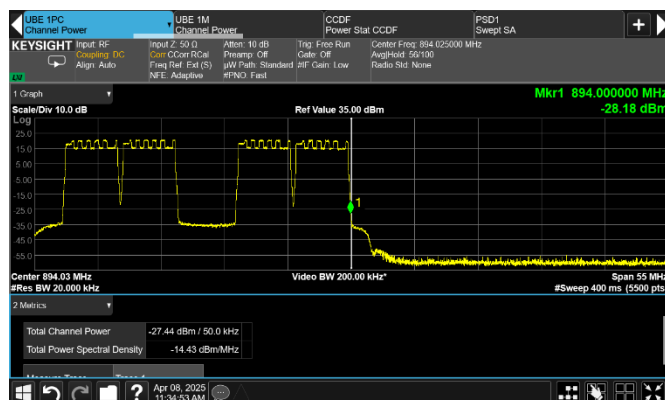 UBE 1PC
Channel Power
UBE 1M
Channel Power
CCDF
Power Stat CCDF
PSD1
Swept SA
KEYSIGHT
Input: RF
Coupling: DC
Align: Auto
Input Z: 50 Ω
Corr CCorr RCal
Freq Ref: Ext (S)
NFE: Adaptive
Atten: 10 dB
Preamp: Off
µW Path: Standard
#PNO: Fast
Trig: Free Run
Gate: Off
#IF Gain: Low
Center Freq: 894.025000 MHz
Avg|Hold: 56/100
Radio Std: None
1 Graph
Mkr1 894.000000 MHz
-28.18 dBm
Scale/Div 10.0 dB
Ref Value 35.00 dBm
Log
25.0
15.0
5.00
-5.00
-15.0
-25.0
-35.0
-45.0
-55.0
1
Center 894.03 MHz
#Res BW 20.000 kHz
Video BW 200.00 kHz*
Span 55 MHz
#Sweep 400 ms (5500 pts
2 Metrics
Total Channel Power -27.44 dBm / 50.0 kHz
Total Power Spectral Density -14.43 dBm/MHz
?
Apr 08, 2025
11:34:53 AM